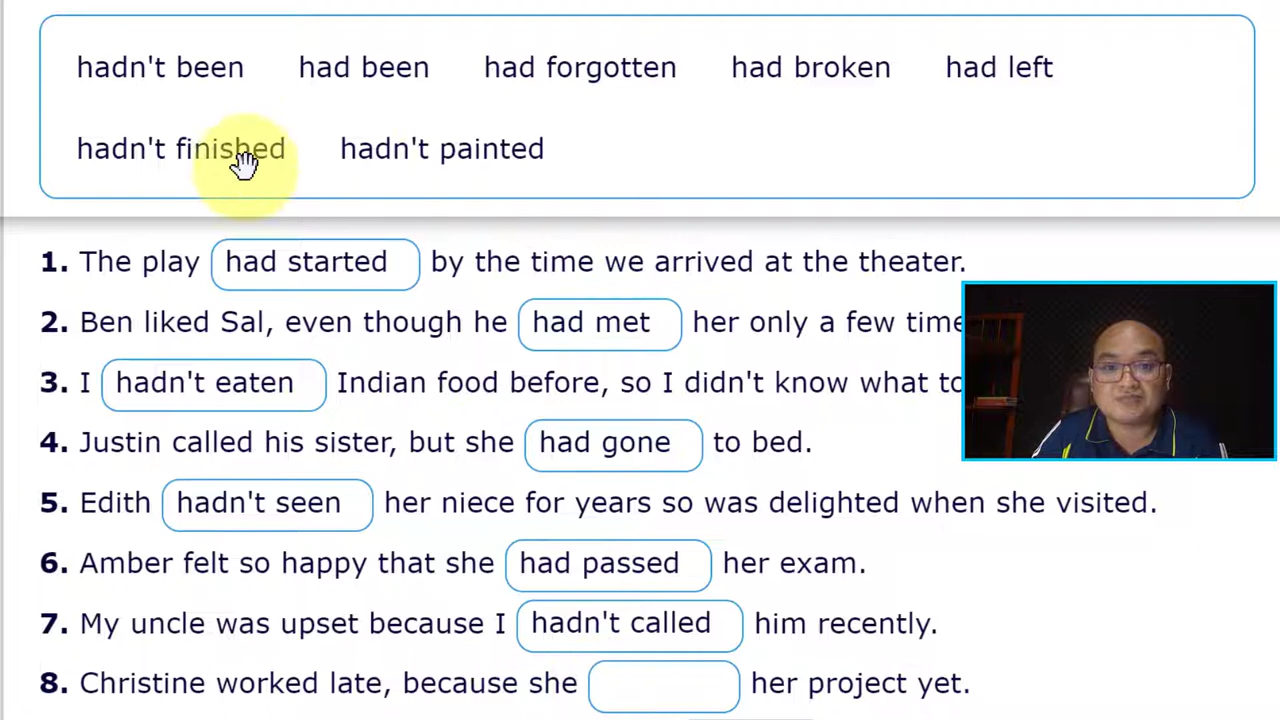 hadn't been had been had forgotten had broken had left
hadn't finished hadn't painted
1. The play had started by the time we arrived at the theater.
2. Ben liked Sal, even though he had met her only a few
3. I hadn't eaten Indian food before, so I didn't know what
4. Justin called his sister, but she had gone to bed.
5. Edith hadn't seen her niece for years so was delighted when she visited.
6. Amber felt so happy that she had passed her exam.
7. My uncle was upset because I hadn't called him recently.
8. Christine worked late, because she her project yet.